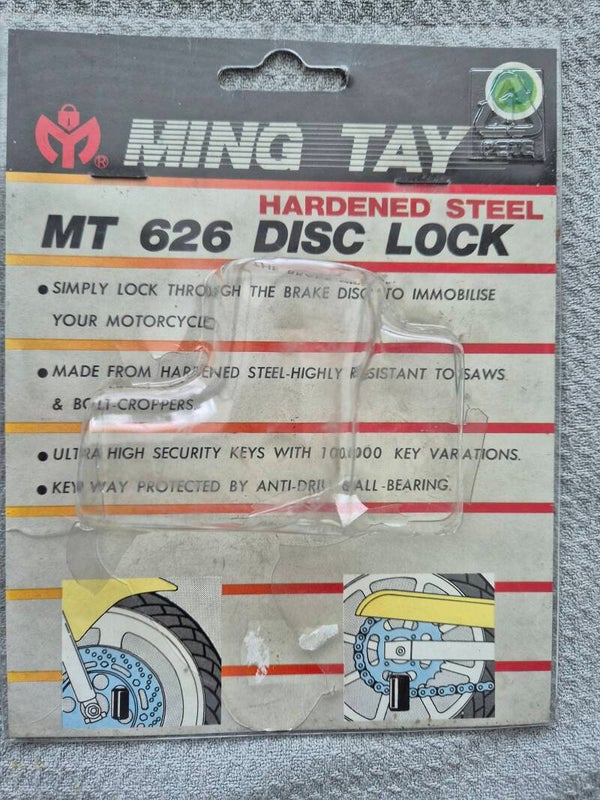 MING TAY
HARDENED STEEL
MT 626 DISC LOCK
● SIMPLY LOCK THROUGH THE BRAKE DISC TO IMMOBILISE
YOUR MOTORCYCLE
● MADE FROM HARDENED STEEL-HIGHLY RESISTANT TO SAWS
& BOLT-CROPPERS.
● ULTRA HIGH SECURITY KEYS WITH 100,000 KEY VARIATIONS.
● KEY WAY PROTECTED BY ANTI-DRILL BALL-BEARING.